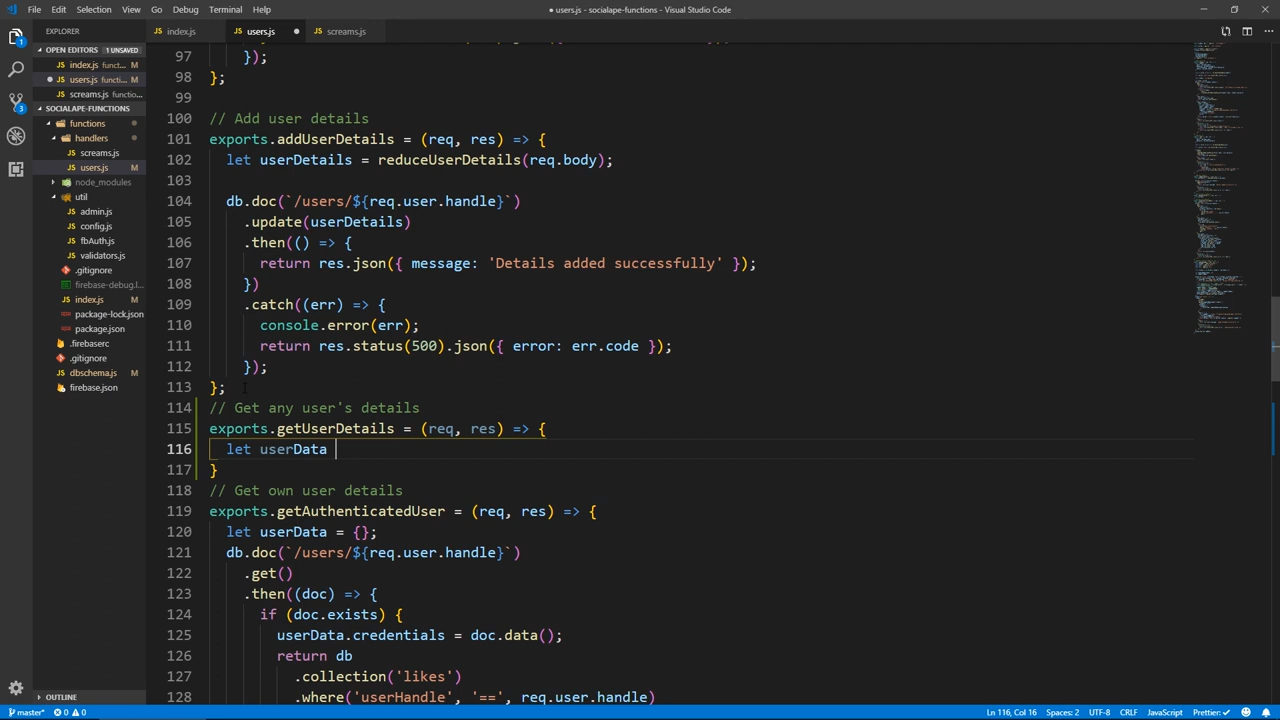 File Edit Selection View Go Debug Terminal Help
● users.js - socialape-functions - Visual Studio Code
EXPLORER
OPEN EDITORS 1 UNSAVED
index.js funct... M
users.js functi... M
screams.js functio...
SOCIALAPE-FUNCTIONS
functions
handlers
screams.js
users.js M
node_modules
util
admin.js
config.js
fbAuth.js
validators.js
.gitignore
firebase-debug.l...
index.js M
package-lock.json
package.json
.firebaserc
.gitignore
dbschema.js M
firebase.json
OUTLINE
index.js users.js ● screams.js
97 });
98 };
99
100 // Add user details
101 exports.addUserDetails = (req, res) => {
102 let userDetails = reduceUserDetails(req.body);
103
104 db.doc(`/users/${req.user.handle}`
105 .update(userDetails)
106 .then(() => {
107 return res.json({ message: 'Details added successfully' });
108 })
109 .catch((err) => {
110 console.error(err);
111 return res.status(500).json({ error: err.code });
112 });
113 };
114 // Get any user's details
115 exports.getUserDetails = (req, res) => {
116 let userData
117 }
118 // Get own user details
119 exports.getAuthenticatedUser = (req, res) => {
120 let userData = {};
121 db.doc(`/users/${req.user.handle}`)
122 .get()
123 .then((doc) => {
124 if (doc.exists) {
125 userData.credentials = doc.data();
126 return db
127 .collection('likes')
128 .where('userHandle', '==', req.user.handle)
master* 0 0 Ln 116, Col 16 Spaces: 2 UTF-8 CRLF JavaScript Prettier: ✓